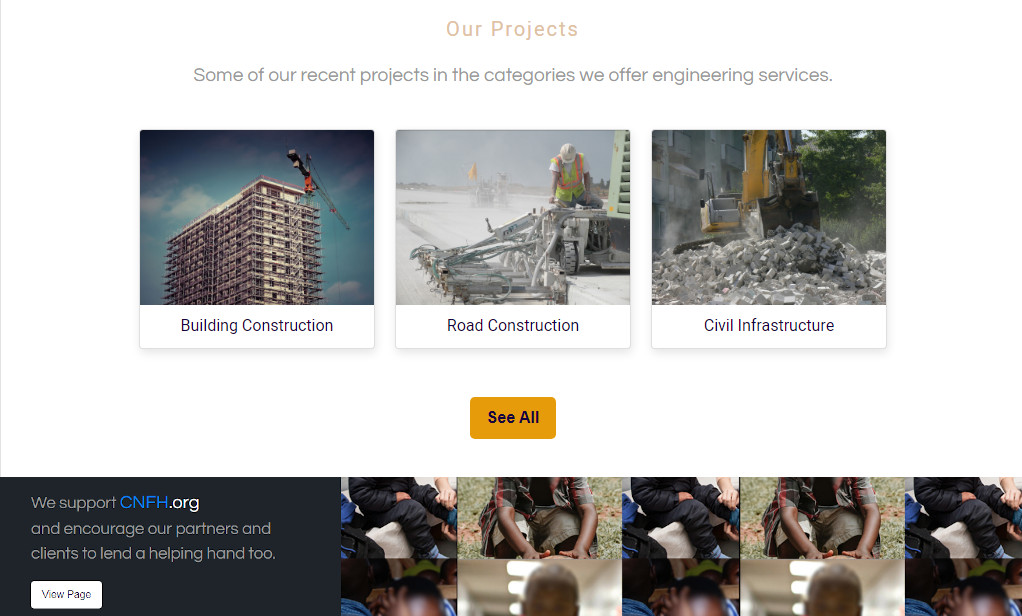 Our Projects
Some of our recent projects in the categories we offer engineering services.
Building Construction
Road Construction
Civil Infrastructure
See All
We support CNFH.org
and encourage our partners and
clients to lend a helping hand too.
View Page